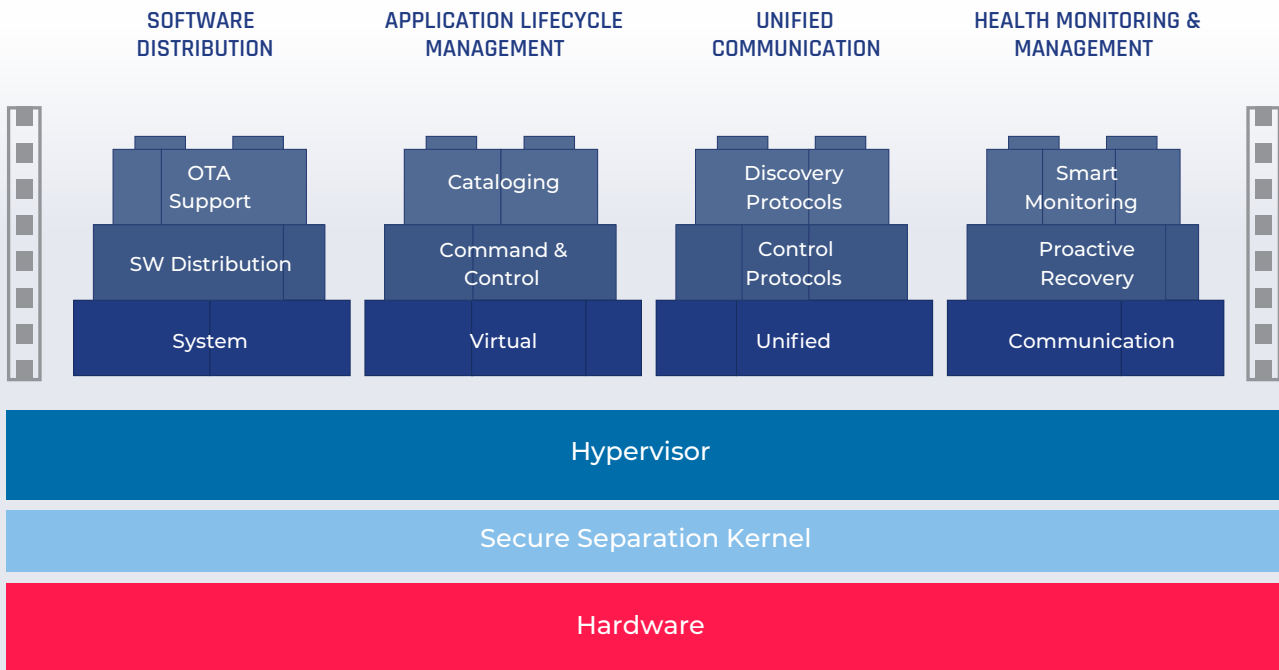 SOFTWARE
DISTRIBUTION
APPLICATION LIFECYCLE
MANAGEMENT
UNIFIED
COMMUNICATION
HEALTH MONITORING &
MANAGEMENT
OTA
Support
SW Distribution
System
Cataloging
Command &
Control
Virtual
Discovery
Protocols
Control
Protocols
Unified
Smart
Monitoring
Proactive
Recovery
Communication
Hypervisor
Secure Separation Kernel
Hardware